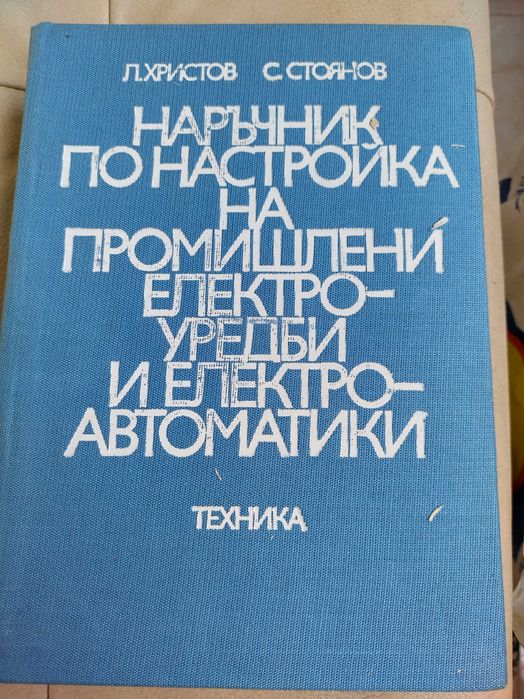 Л. ХРИСТОВ С. СТОЯНОВ
НАРЪЧНИК
ПО НАСТРОЙКА
НА
ПРОМИШЛЕНИ
ЕЛЕКТРО-
УРЕДБИ
И ЕЛЕКТРО-
АВТОМАТИКИ
ТЕХНИКА